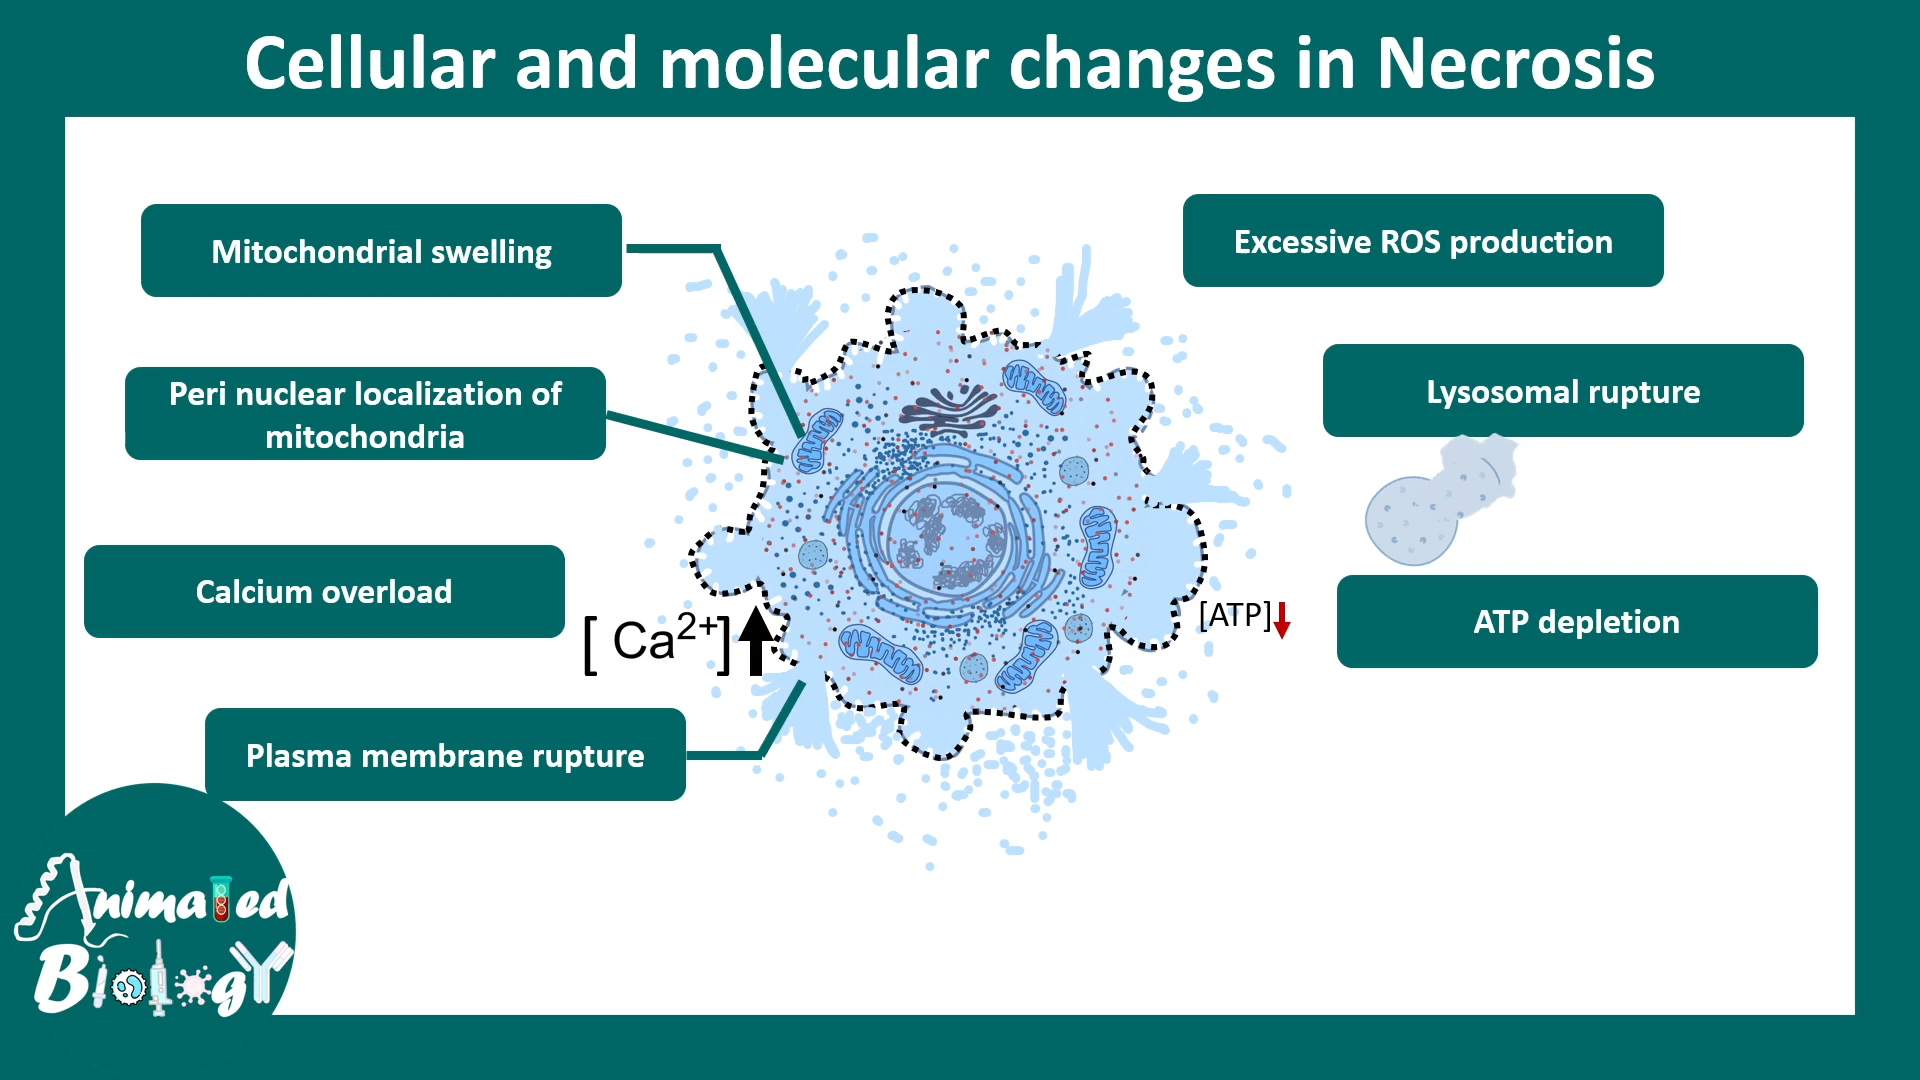 Cellular and molecular changes in Necrosis
Mitochondrial swelling
Excessive ROS production
Peri nuclear localization of
mitochondria
Lysosomal rupture
Calcium overload
[ Ca²⁺]
[ATP]
ATP depletion
Plasma membrane rupture
Animated
Biology